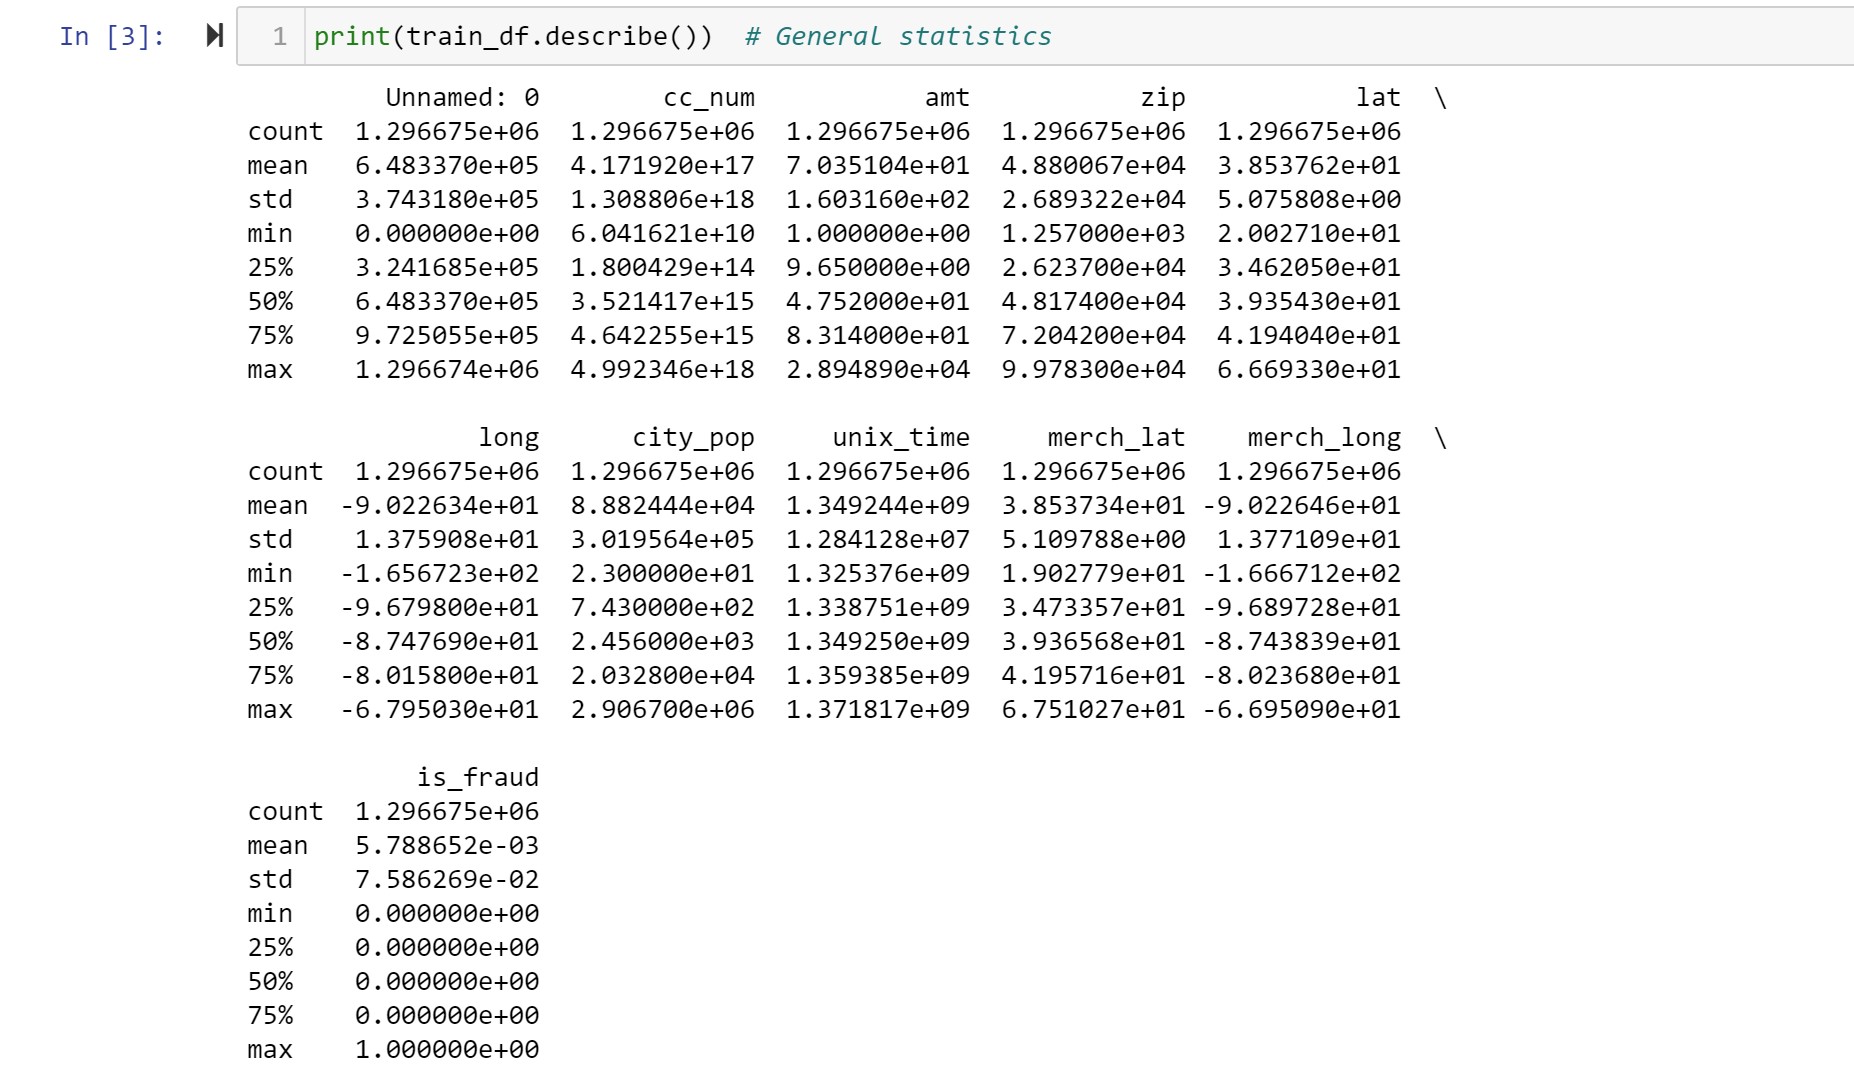 In [3]: 1 print(train_df.describe())  # General statistics
         Unnamed: 0        cc_num           amt           zip           lat  \
count  1.296675e+06  1.296675e+06  1.296675e+06  1.296675e+06  1.296675e+06
mean   6.483370e+05  4.171920e+17  7.035104e+01  4.880067e+04  3.853762e+01
std    3.743180e+05  1.308806e+18  1.603160e+02  2.689322e+04  5.075808e+00
min    0.000000e+00  6.041621e+10  1.000000e+00  1.257000e+03  2.002710e+01
25%    3.241685e+05  1.800429e+14  9.650000e+00  2.623700e+04  3.462050e+01
50%    6.483370e+05  3.521417e+15  4.752000e+01  4.817400e+04  3.935430e+01
75%    9.725055e+05  4.642255e+15  8.314000e+01  7.204200e+04  4.194040e+01
max    1.296674e+06  4.992346e+18  2.894890e+04  9.978300e+04  6.669330e+01
               long      city_pop     unix_time     merch_lat    merch_long  \
count  1.296675e+06  1.296675e+06  1.296675e+06  1.296675e+06  1.296675e+06
mean  -9.022634e+01  8.882444e+04  1.349244e+09  3.853734e+01 -9.022646e+01
std    1.375908e+01  3.019564e+05  1.284128e+07  5.109788e+00  1.377109e+01
min   -1.656723e+02  2.300000e+01  1.325376e+09  1.902779e+01 -1.666712e+02
25%   -9.679800e+01  7.430000e+02  1.338751e+09  3.473357e+01 -9.689728e+01
50%   -8.747690e+01  2.456000e+03  1.349250e+09  3.936568e+01 -8.743839e+01
75%   -8.015800e+01  2.032800e+04  1.359385e+09  4.195716e+01 -8.023680e+01
max   -6.795030e+01  2.906700e+06  1.371817e+09  6.751027e+01 -6.695090e+01
           is_fraud
count  1.296675e+06
mean   5.788652e-03
std    7.586269e-02
min    0.000000e+00
25%    0.000000e+00
50%    0.000000e+00
75%    0.000000e+00
max    1.000000e+00